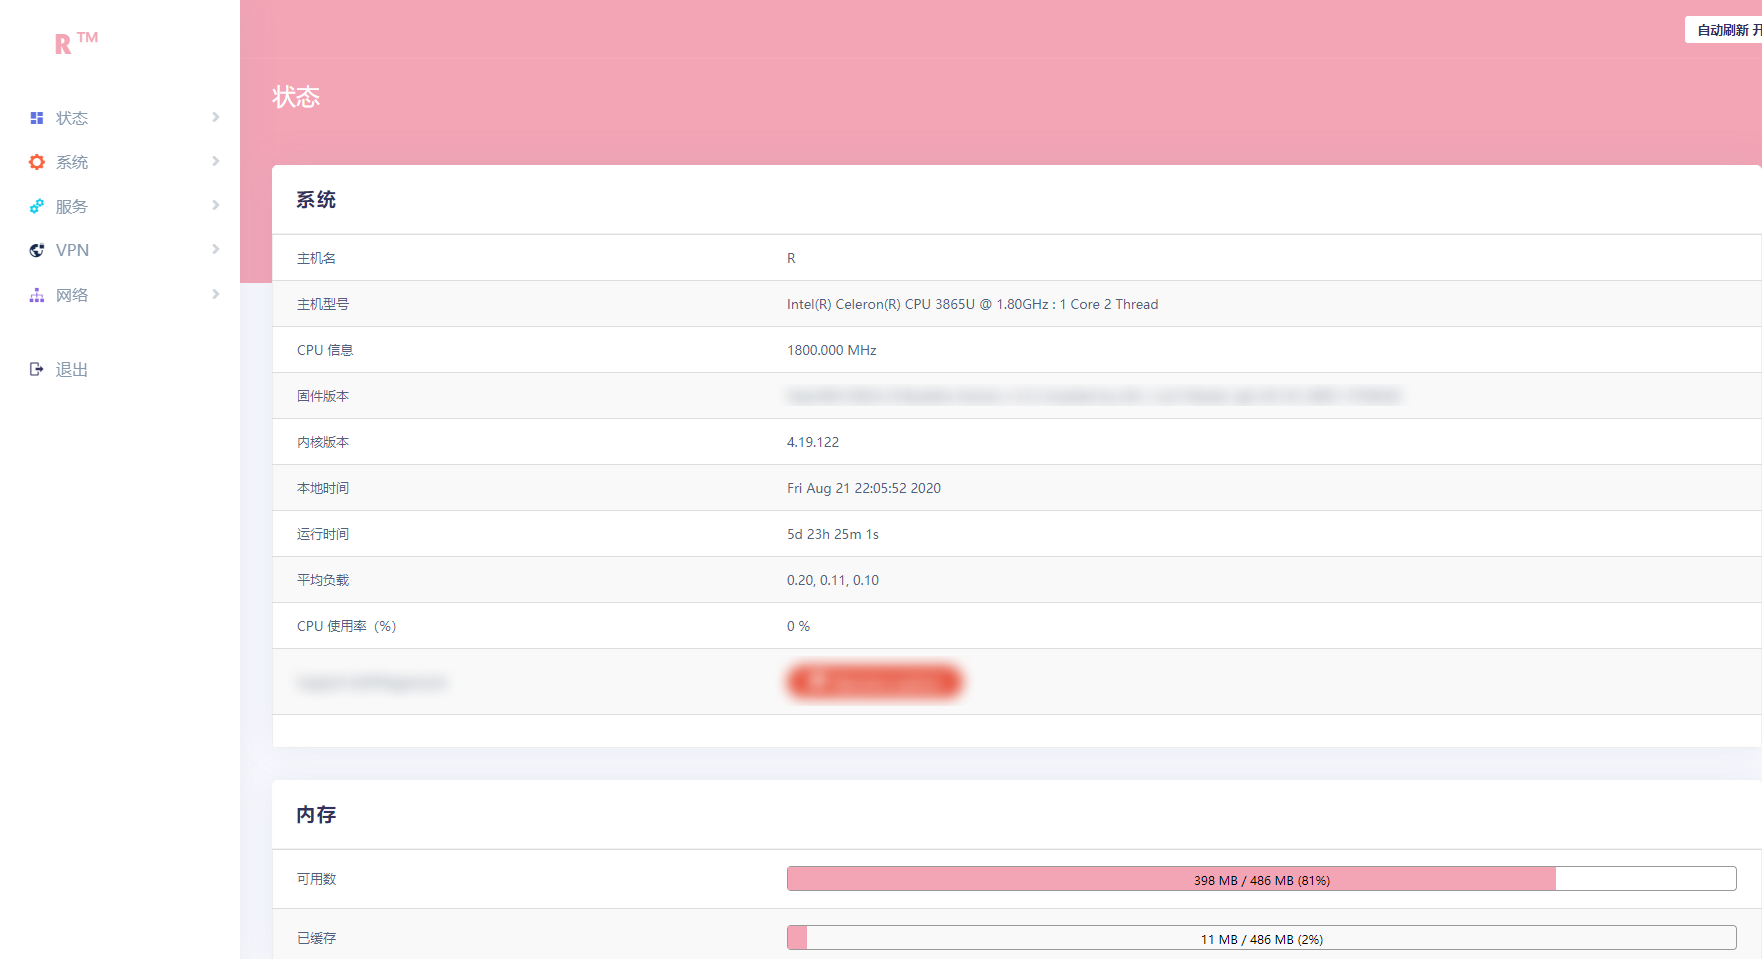 R ™
自动刷新 开
状态
系统
服务
VPN
网络
退出
状态
系统
主机名 R
主机型号 Intel(R) Celeron(R) CPU 3865U @ 1.80GHz : 1 Core 2 Thread
CPU 信息 1800.000 MHz
固件版本
内核版本 4.19.122
本地时间 Fri Aug 21 22:05:52 2020
运行时间 5d 23h 25m 1s
平均负载 0.20, 0.11, 0.10
CPU 使用率（%） 0 %
内存
可用数 398 MB / 486 MB (81%)
已缓存 11 MB / 486 MB (2%)